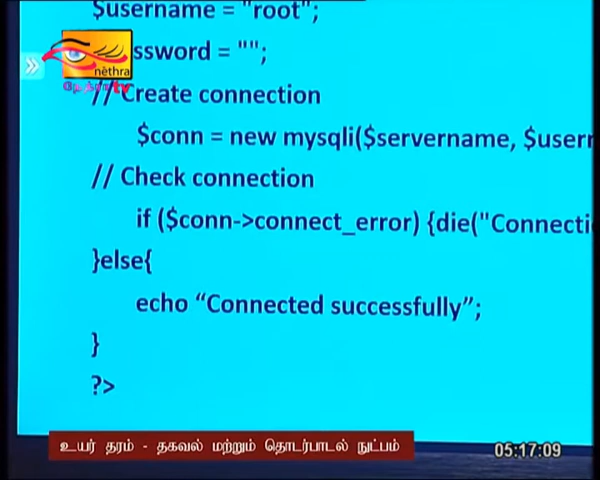 $username = "root";
ssword = "";
nethra
tv
// Create connection
$conn = new mysqli($servername, $usern
// Check connection
if ($conn->connect_error) {die("Connecti
}else{
echo “Connected successfully”;
}
?>
உயர் தரம் - தகவல் மற்றும் தொடர்பாடல் நுட்பம்
05:17:09